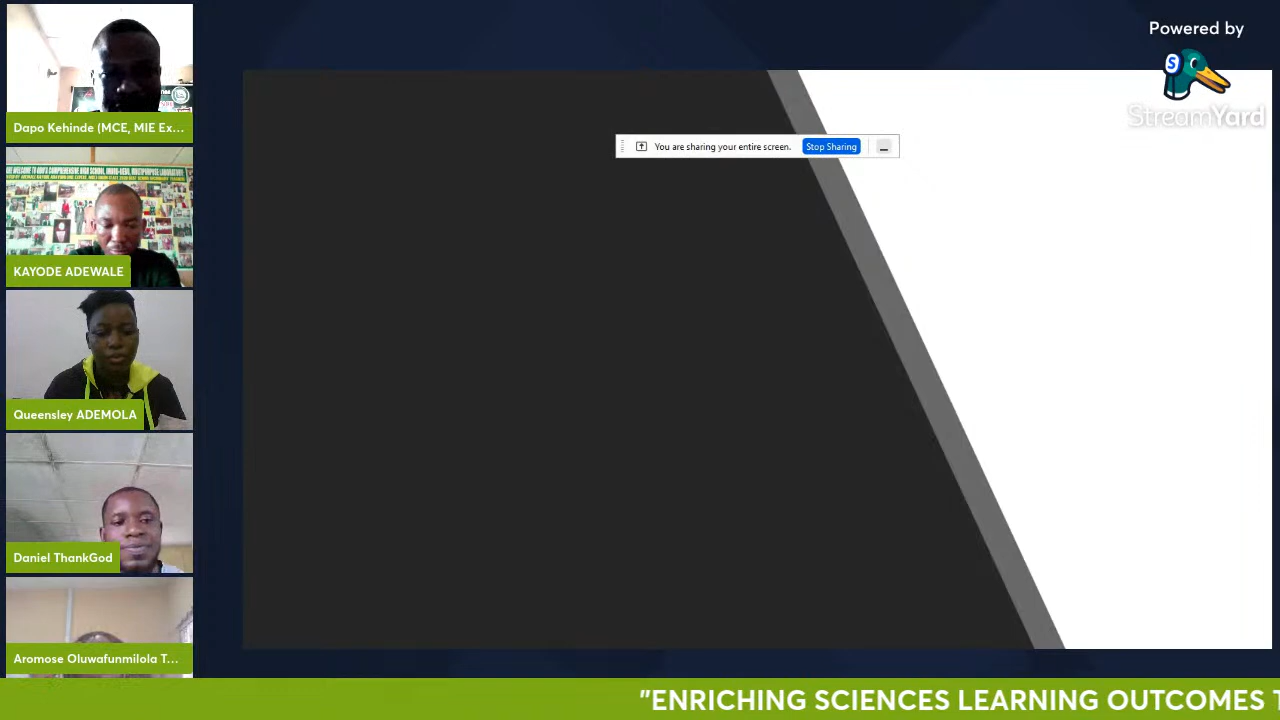 Powered by
StreamYard
Dapo Kehinde (MCE, MIE Ex...
KAYODE ADEWALE
Queensley ADEMOLA
Daniel ThankGod
Aromose Oluwafunmilola T...
You are sharing your entire screen.
Stop Sharing
"ENRICHING SCIENCES LEARNING OUTCOMES T